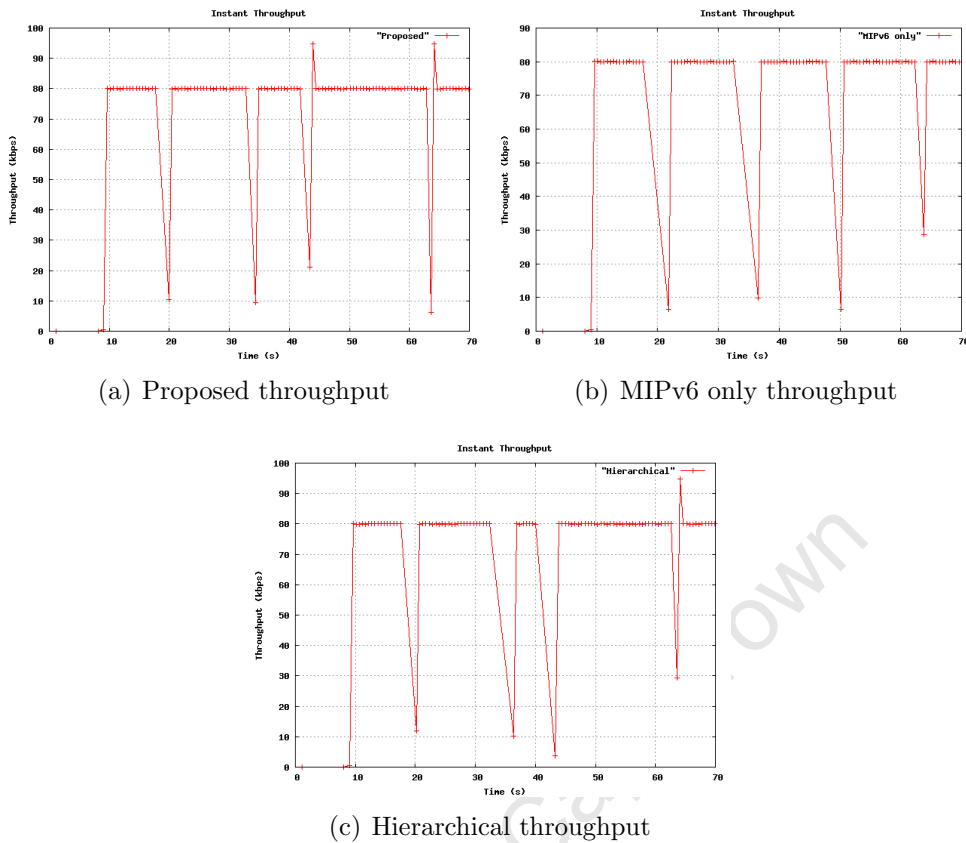 Instant Throughput
100
90
80
70
60
50
40
30
20
10
0
Throughput (kbps)
"Proposed"
0 10 20 30 40 50 60 70
Time (s)
(a) Proposed throughput
Instant Throughput
90
80
70
60
50
40
30
20
10
0
Throughput (kbps)
"MIPv6 only"
0 10 20 30 40 50 60 70
Time (s)
(b) MIPv6 only throughput
Instant Throughput
100
90
80
70
60
50
40
30
20
10
0
Throughput (kbps)
"Hierarchical"
0 10 20 30 40 50 60 70
Time (s)
(c) Hierarchical throughput